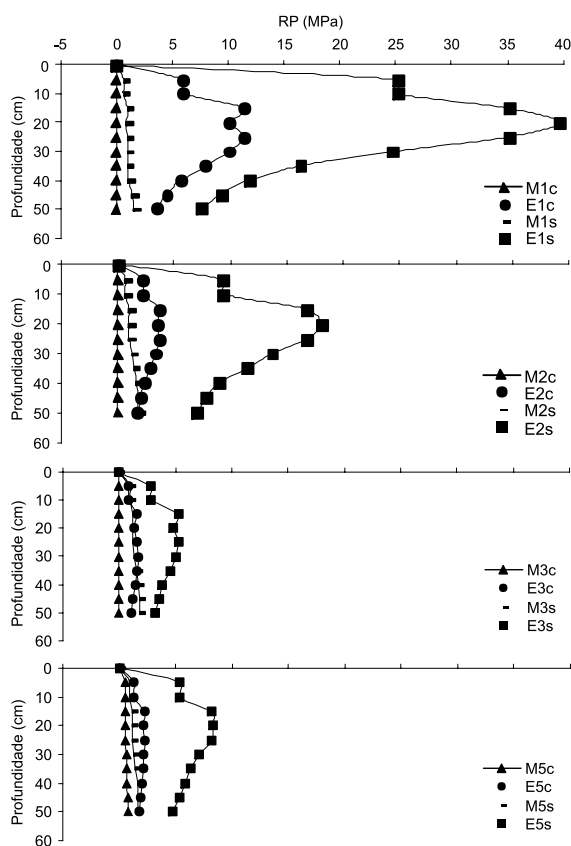 RP (MPa)
-5 0 5 10 15 20 25 30 35 40
Profundidade (cm)
0
10
20
30
40
50
60
M1c
E1c
M1s
E1s
Profundidade (cm)
0
10
20
30
40
50
60
M2c
E2c
M2s
E2s
Profundidade (cm)
0
10
20
30
40
50
60
M3c
E3c
M3s
E3s
Profundidade (cm)
0
10
20
30
40
50
60
M5c
E5c
M5s
E5s